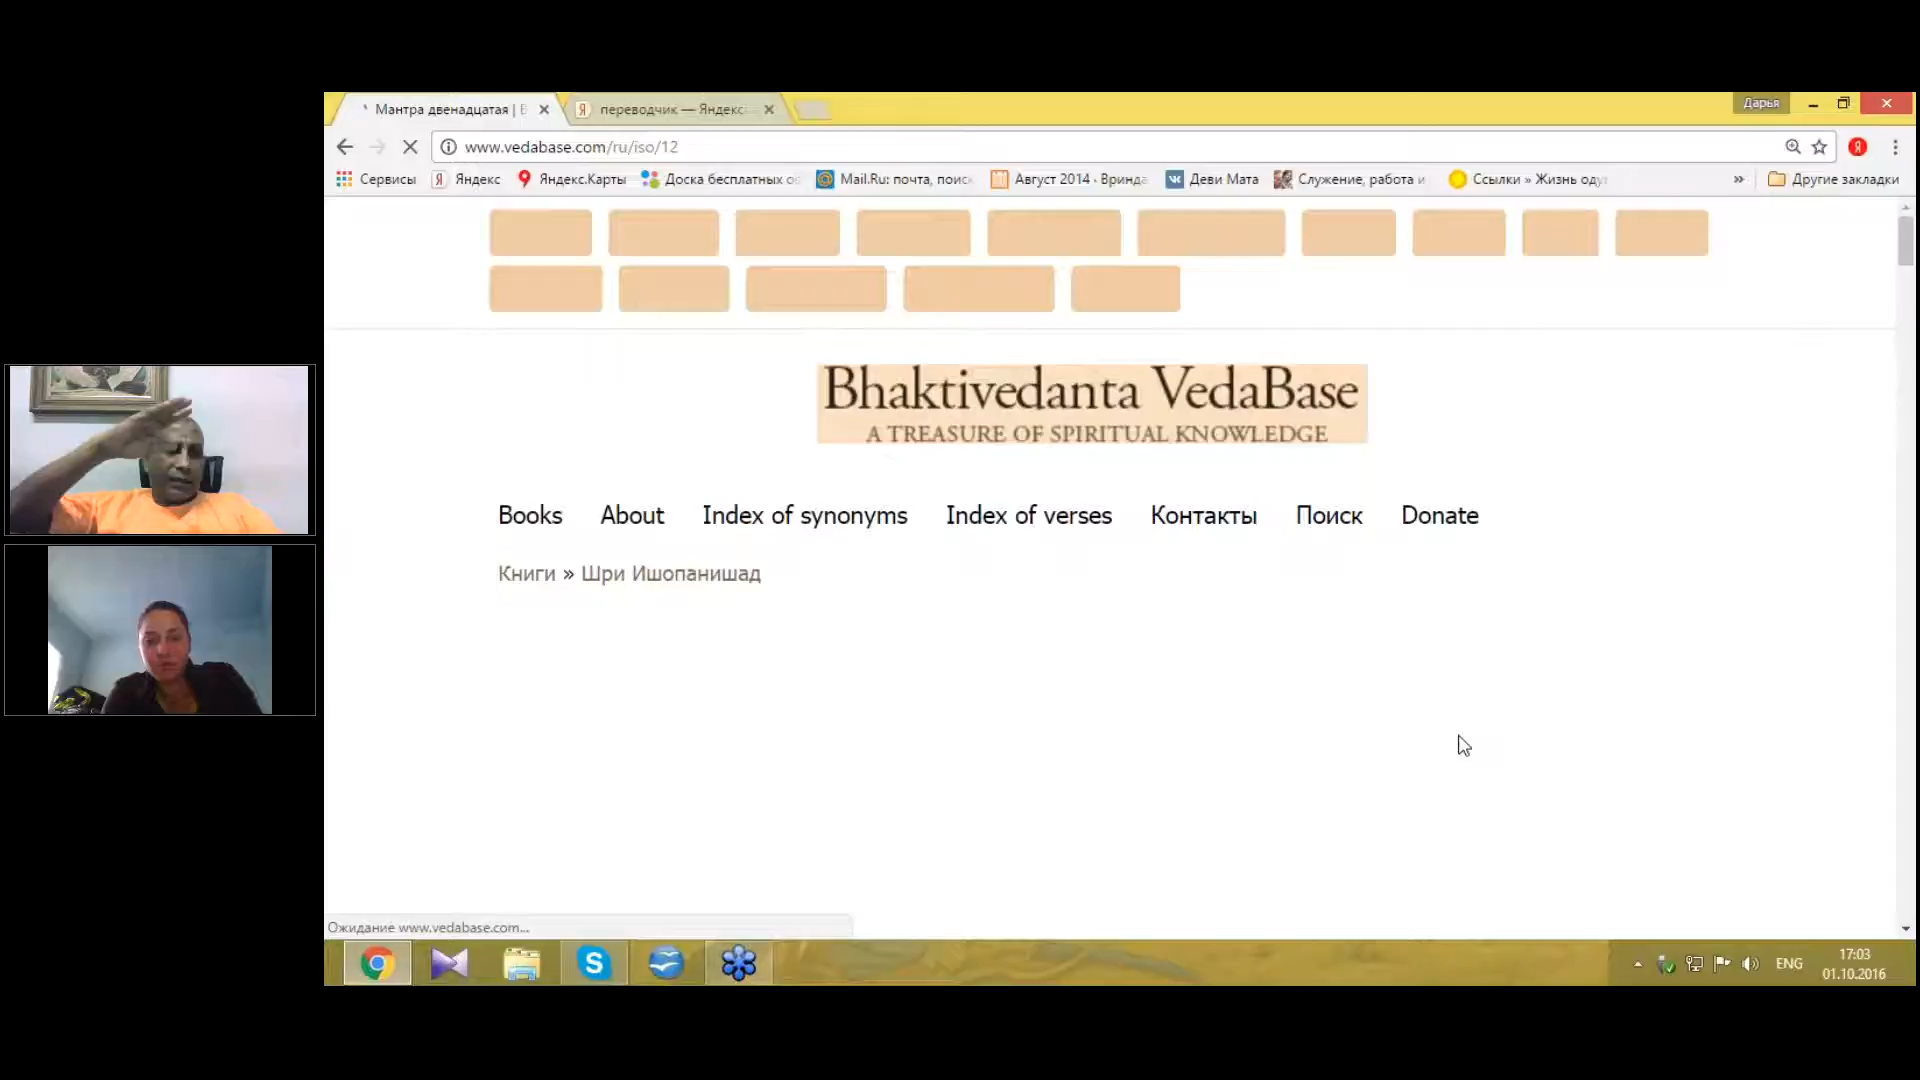 Мантра двенадцатая | В
переводчик — Яндекс
Дарья
www.vedabase.com/ru/iso/12
Сервисы
Яндекс
Яндекс.Карты
Доска бесплатных о
Mail.Ru: почта, поиск
Август 2014 - Вринда
Деви Мата
Служение, работа и
Ссылки » Жизнь оду
»
Другие закладки
Bhaktivedanta VedaBase
A TREASURE OF SPIRITUAL KNOWLEDGE
Books About Index of synonyms Index of verses Контакты Поиск Donate
Книги » Шри Ишопанишад
Ожидание www.vedabase.com...
ENG
17:03
01.10.2016